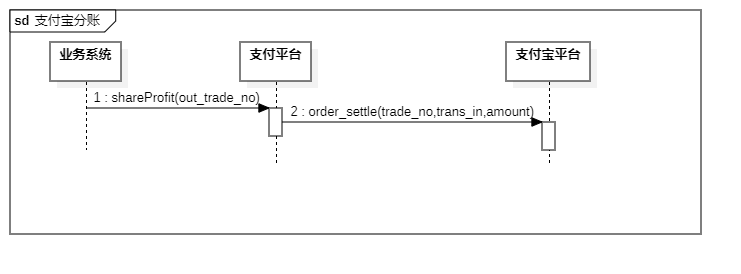 sd 支付宝分账
业务系统 支付平台 支付宝平台
1 : shareProfit(out_trade_no)
2 : order_settle(trade_no,trans_in,amount)